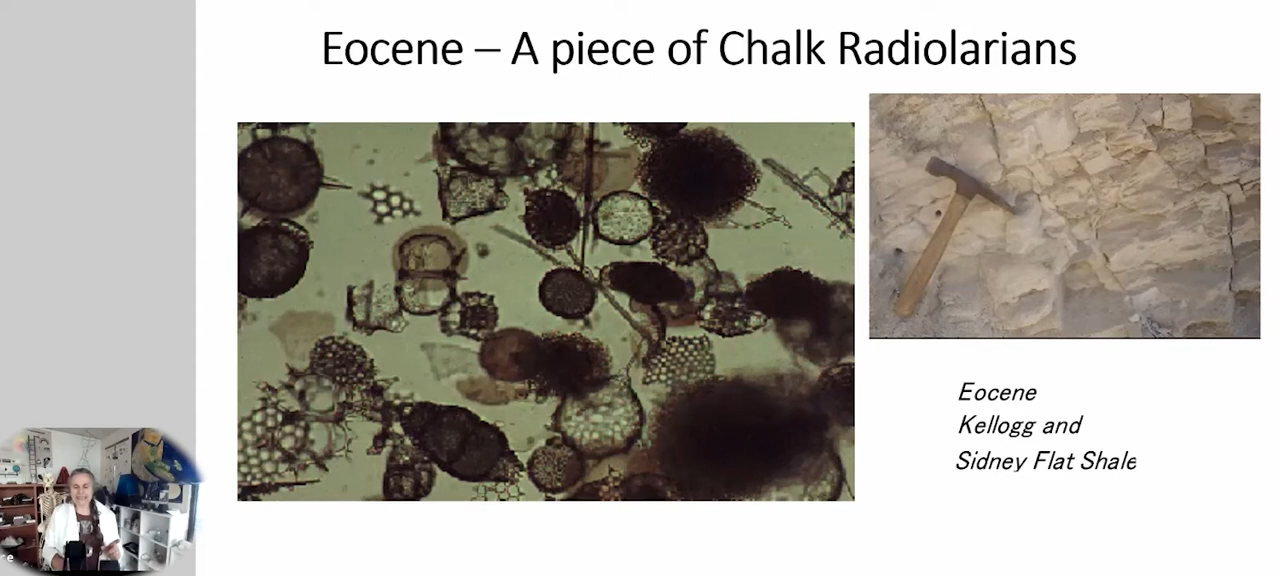 Eocene – A piece of Chalk Radiolarians
Eocene
Kellogg and
Sidney Flat Shale